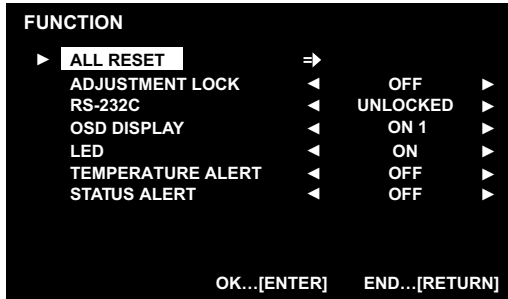 FUNCTION
ALL RESET
ADJUSTMENT LOCK OFF
RS-232C UNLOCKED
OSD DISPLAY ON 1
LED ON
TEMPERATURE ALERT OFF
STATUS ALERT OFF
OK...[ENTER] END...[RETURN]